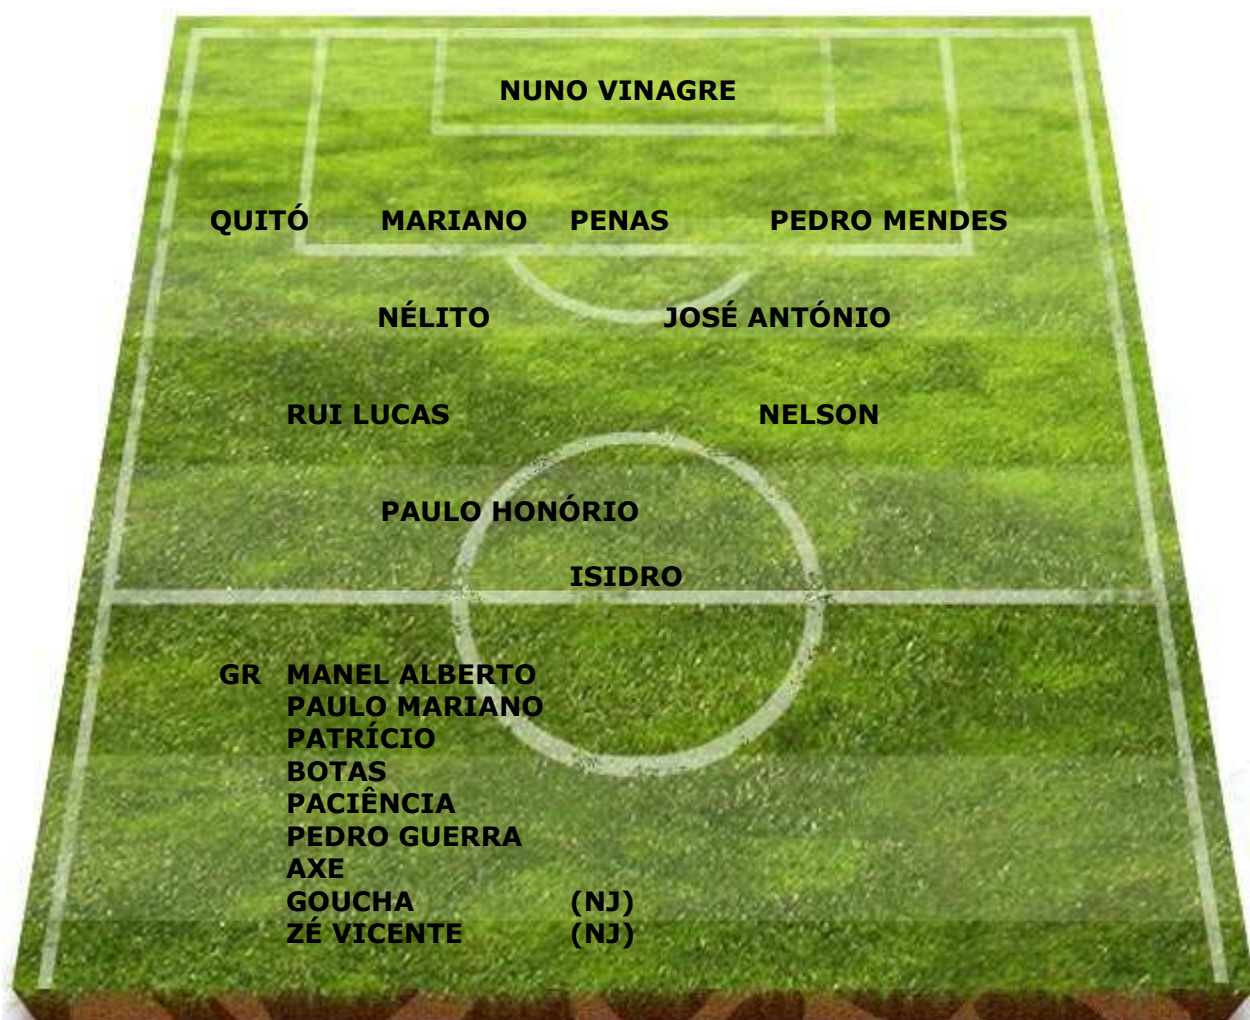 NUNO VINAGRE
QUITÓ MARIANO PENAS PEDRO MENDES
NÉLITO JOSÉ ANTÓNIO
RUI LUCAS NELSON
PAULO HONÓRIO
ISIDRO
GR MANEL ALBERTO
PAULO MARIANO
PATRÍCIO
BOTAS
PACIÊNCIA
PEDRO GUERRA
AXE
GOUCHA (NJ)
ZÉ VICENTE (NJ)